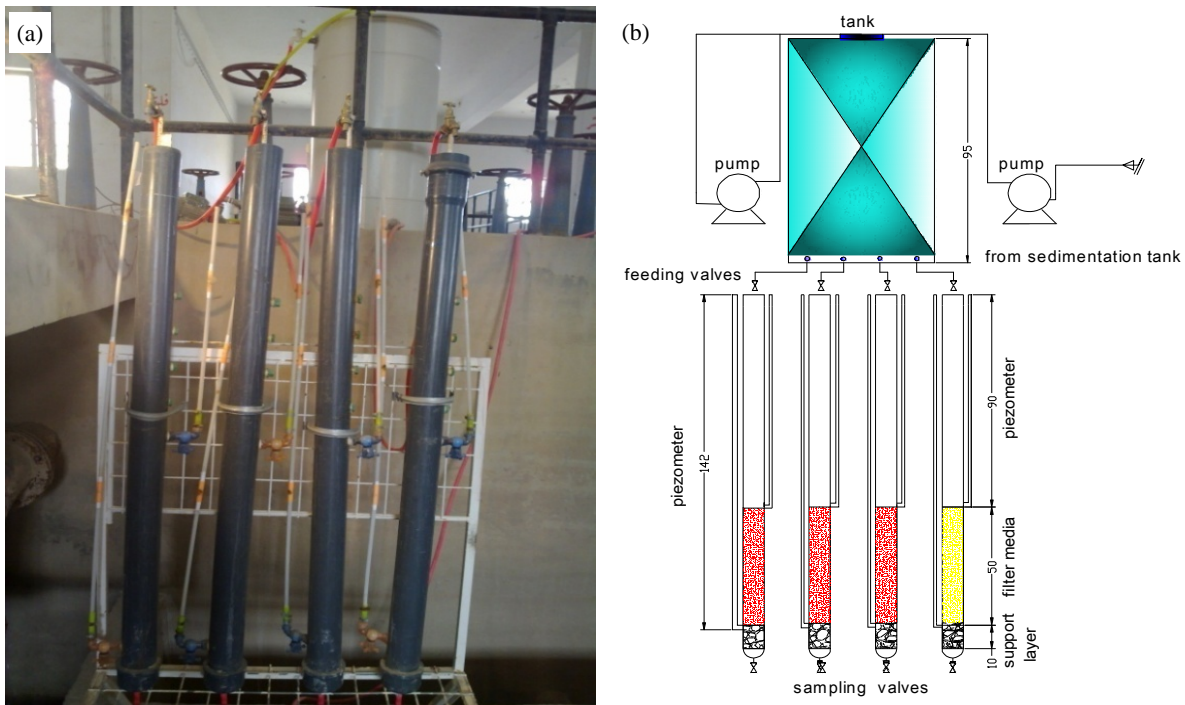 (a)
(b)
tank
95
pump
pump
feeding valves
from sedimentation tank
piezometer
142
90
piezometer
50
filter media
10
support
layer
sampling valves